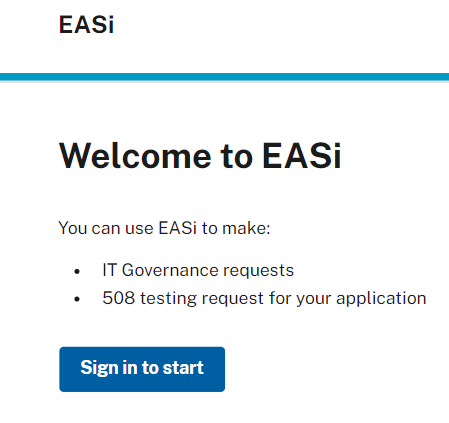 EASi
Welcome to EASi
You can use EASi to make:
• IT Governance requests
• 508 testing request for your application
Sign in to start